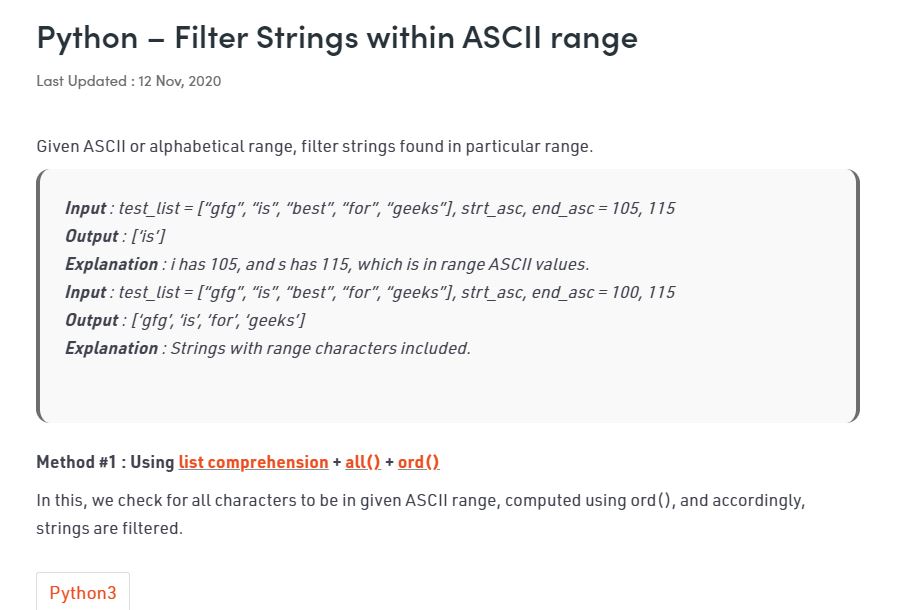 Python – Filter Strings within ASCII range
Last Updated : 12 Nov, 2020
Given ASCII or alphabetical range, filter strings found in particular range.
Input : test_list = [“gfg”, “is”, “best”, “for”, “geeks”], strt_asc, end_asc = 105, 115
Output : [‘is’]
Explanation : i has 105, and s has 115, which is in range ASCII values.
Input : test_list = [“gfg”, “is”, “best”, “for”, “geeks”], strt_asc, end_asc = 100, 115
Output : [‘gfg’, ‘is’, ‘for’, ‘geeks’]
Explanation : Strings with range characters included.
Method #1 : Using list comprehension + all() + ord()
In this, we check for all characters to be in given ASCII range, computed using ord(), and accordingly,
strings are filtered.
Python3